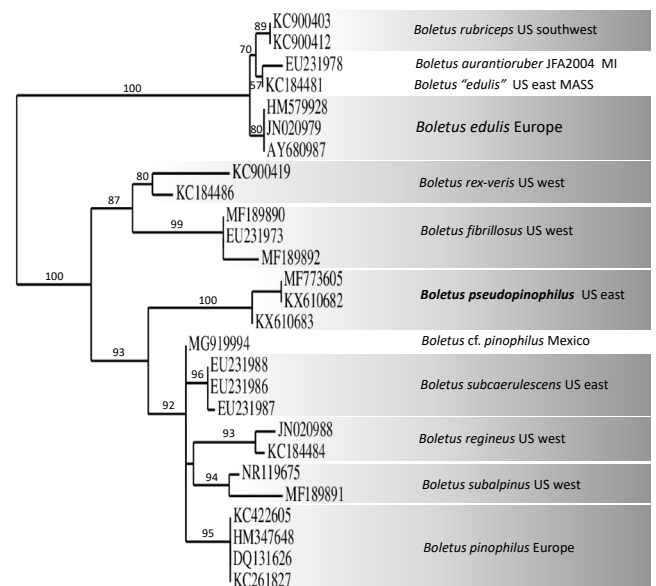 89
KC900403
KC900412
Boletus rubriceps US southwest
70
EU231978
Boletus aurantioruber JFA2004 MI
57
KC184481
Boletus “edulis” US east MASS
100
HM579928
80
JN020979
AY680987
Boletus edulis Europe
80
KC900419
KC184486
Boletus rex-veris US west
87
99
MF189890
EU231973
MF189892
Boletus fibrillosus US west
100
100
MF773605
KX610682
KX610683
Boletus pseudopinophilus US east
93
MG919994
Boletus cf. pinophilus Mexico
96
EU231988
EU231986
EU231987
Boletus subcaerulescens US east
92
93
JN020988
KC184484
Boletus regineus US west
94
NR119675
MF189891
Boletus subalpinus US west
95
KC422605
HM347648
DQ131626
KC261827
Boletus pinophilus Europe